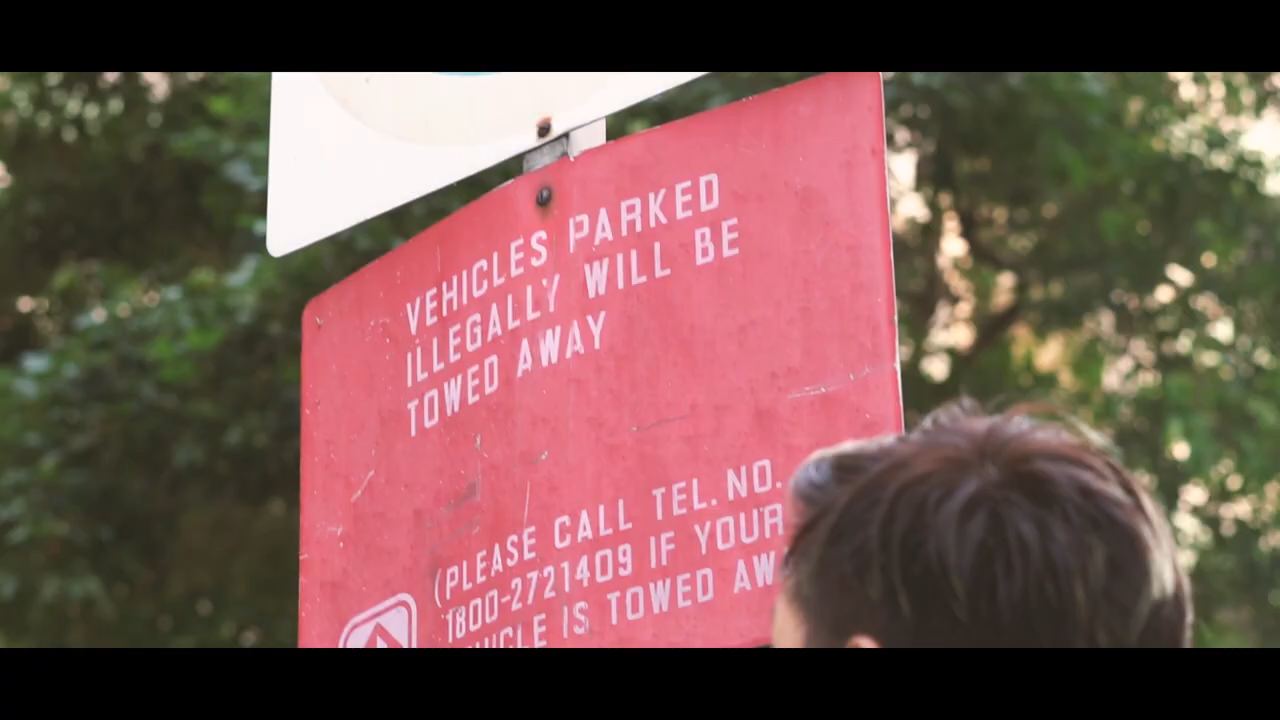 VEHICLES PARKED
ILLEGALLY WILL BE
TOWED AWAY
(PLEASE CALL TEL. NO.
1800-2721409 IF YOUR
IS TOWED